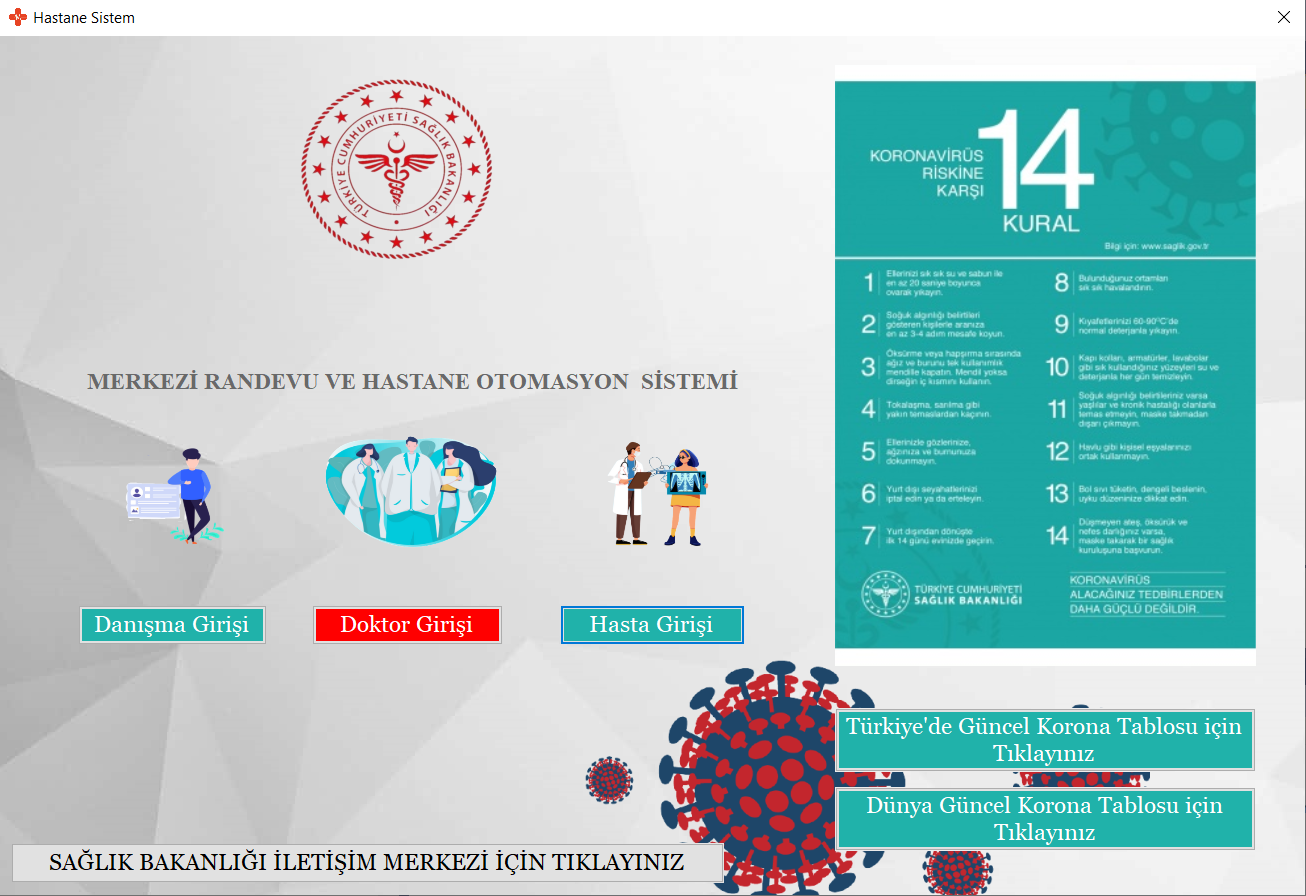 Hastane Sistem
TÜRKİYE CUMHURİYETİ SAĞLIK BAKANLIĞI
MERKEZİ RANDEVU VE HASTANE OTOMASYON  SİSTEMİ
Danışma Girişi
Doktor Girişi
Hasta Girişi
SAĞLIK BAKANLIĞI İLETİŞİM MERKEZİ İÇİN TIKLAYINIZ
KORONAVİRÜS
RİSKİNE
KARŞI
14
KURAL
Bilgi için: www.saglik.gov.tr
1
Ellerinizi sık sık su ve sabun ile
en az 20 saniye boyunca
ovarak yıkayın.
2
Soğuk algınlığı belirtileri
gösteren kişilerle aranıza
en az 3-4 adım mesafe koyun.
3
Öksürme veya hapşırma sırasında
ağız ve burunu tek kullanımlık
mendille kapatın. Mendil yoksa
dirseğin iç kısmını kullanın.
4
Tokalaşma, sarılma gibi
yakın temaslardan kaçının.
5
Ellerinizle gözlerinize,
ağzınıza ve burnunuza
dokunmayın.
6
Yurt dışı seyahatlerinizi
iptal edin ya da erteleyin.
7
Yurt dışından dönüşte
ilk 14 günü evinizde geçirin.
8
Bulunduğunuz ortamları
sık sık havalandırın.
9
Kıyafetlerinizi 60-90ºC'de
normal deterjanla yıkayın.
10
Kapı kolları, armatürler, lavabolar
gibi sık kullandığınız yüzeyleri su ve
deterjanla her gün temizleyin.
11
Soğuk algınlığı belirtileriniz varsa
yaşlılar ve kronik hastalığı olanlarla
temas etmeyin, maske takmadan
dışarı çıkmayın.
12
Havlu gibi kişisel eşyalarınızı
ortak kullanmayın.
13
Bol sıvı tüketin, dengeli beslenin,
uyku düzeninize dikkat edin.
14
Düşmeyen ateş, öksürük ve
nefes darlığınız varsa,
maske takarak bir sağlık
kuruluşuna başvurun.
TÜRKİYE CUMHURİYETİ
SAĞLIK BAKANLIĞI
KORONAVİRÜS
ALACAĞINIZ TEDBİRLERDEN
DAHA GÜÇLÜ DEĞİLDİR.
Türkiye'de Güncel Korona Tablosu için
Tıklayınız
Dünya Güncel Korona Tablosu için
Tıklayınız